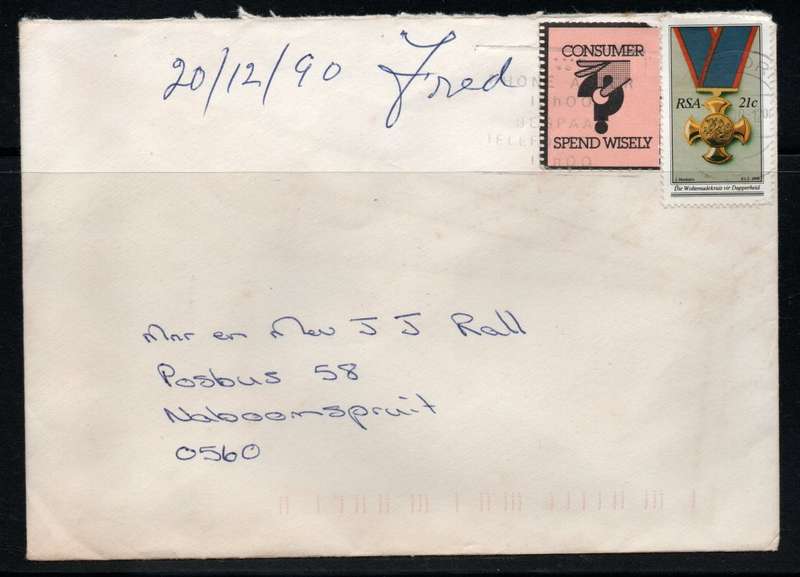 20/12/90 Fred
CONSUMER
SPEND WISELY
RSA 21c
Die Woltemadekruis vir Dapperheid
Mnr en Mev J J Rall
Posbus 58
Naboomspruit
0560